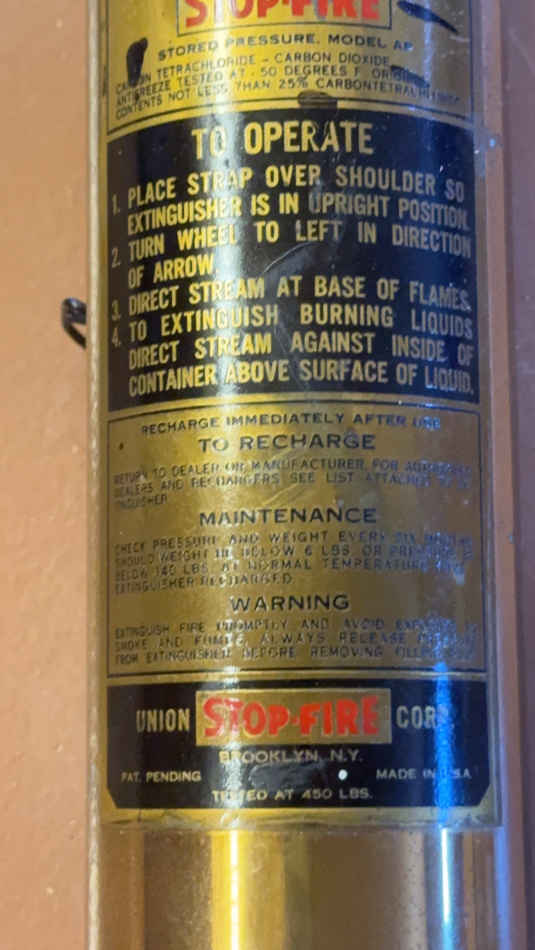 STOP-FIRE
STORED PRESSURE. MODEL AP
CARBON TETRACHLORIDE - CARBON DIOXIDE
ANTIFREEZE TESTED AT - 50 DEGREES F.
CONTENTS NOT LESS THAN 25% CARBONTETRACHLORIDE
TO OPERATE
1. PLACE STRAP OVER SHOULDER SO
EXTINGUISHER IS IN UPRIGHT POSITION.
2. TURN WHEEL TO LEFT IN DIRECTION
OF ARROW
3. DIRECT STREAM AT BASE OF FLAMES.
4. TO EXTINGUISH BURNING LIQUIDS
DIRECT STREAM AGAINST INSIDE OF
CONTAINER ABOVE SURFACE OF LIQUID.
RECHARGE IMMEDIATELY AFTER USE
TO RECHARGE
RETURN TO DEALER OR MANUFACTURER. FOR AUTHORIZED
DEALERS AND RECHARGERS SEE LIST ATTACHED TO
TINGUISHER
MAINTENANCE
CHECK PRESSURE AND WEIGHT EVERY SIX MONTHS
SHOULD WEIGHT BE BELOW 6 LBS. OR PRESSURE
BELOW 140 LBS. AT NORMAL TEMPERATURE
EXTINGUISHER RECHARGED.
WARNING
EXTINGUISH FIRE PROMPTLY AND AVOID
SMOKE AND FUMES. ALWAYS RELEASE PRESSURE
FROM EXTINGUISHER BEFORE REMOVING
UNION STOP-FIRE CORP.
BROOKLYN, N.Y.
PAT. PENDING MADE IN U.S.A.
TESTED AT 450 LBS.